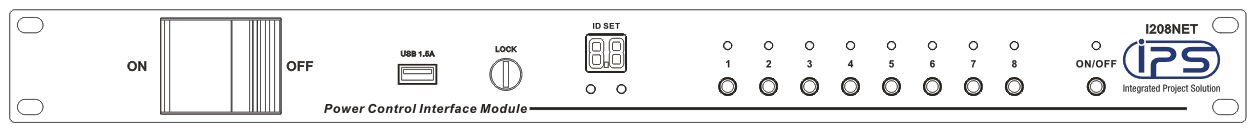 ID SET
I208NET
USB 1.5A
LOCK
ON
OFF
1 2 3 4 5 6 7 8
ON/OFF
iPS
Integrated Project Solution
Power Control Interface Module